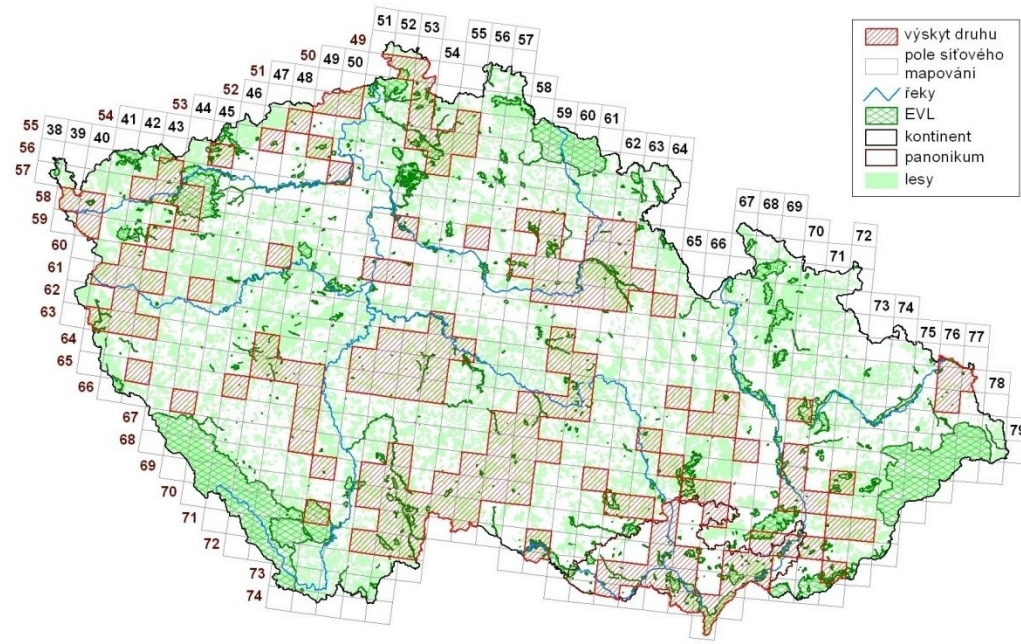 51 52 53
49 54 55 56 57
50 49 50 58
51 47 48 59 60 61
52 46 62 63 64
53 44 45
54 41 42 43
55 38 39 40
56
57
58
59
60
61
62
63
64
65
66
67
68
69
70
71
72
73
74
65 66
67 68 69
70 71 72
73 74
75 76 77
78
79
výskyt druhu
pole síťového
mapování
řeky
EVL
kontinent
panonikum
lesy